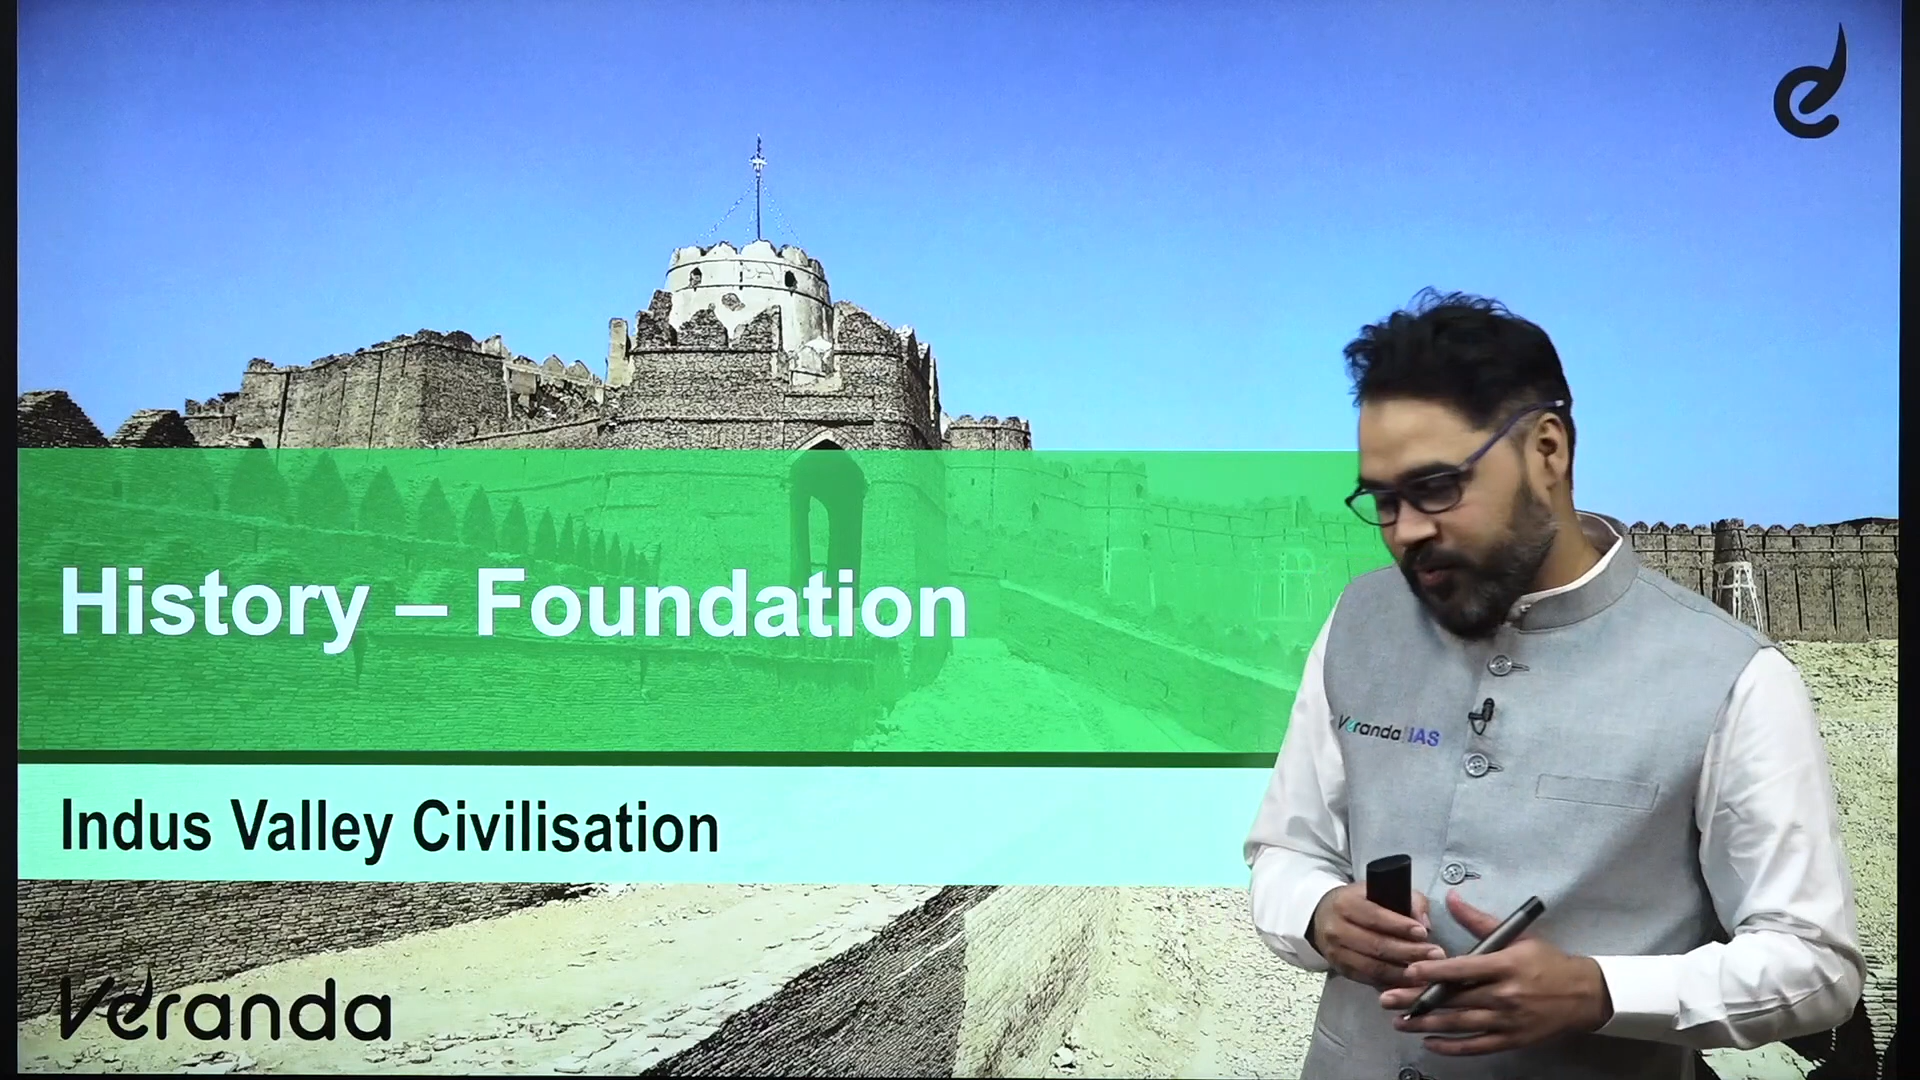 History – Foundation
Veranda IAS
Indus Valley Civilisation
Veranda